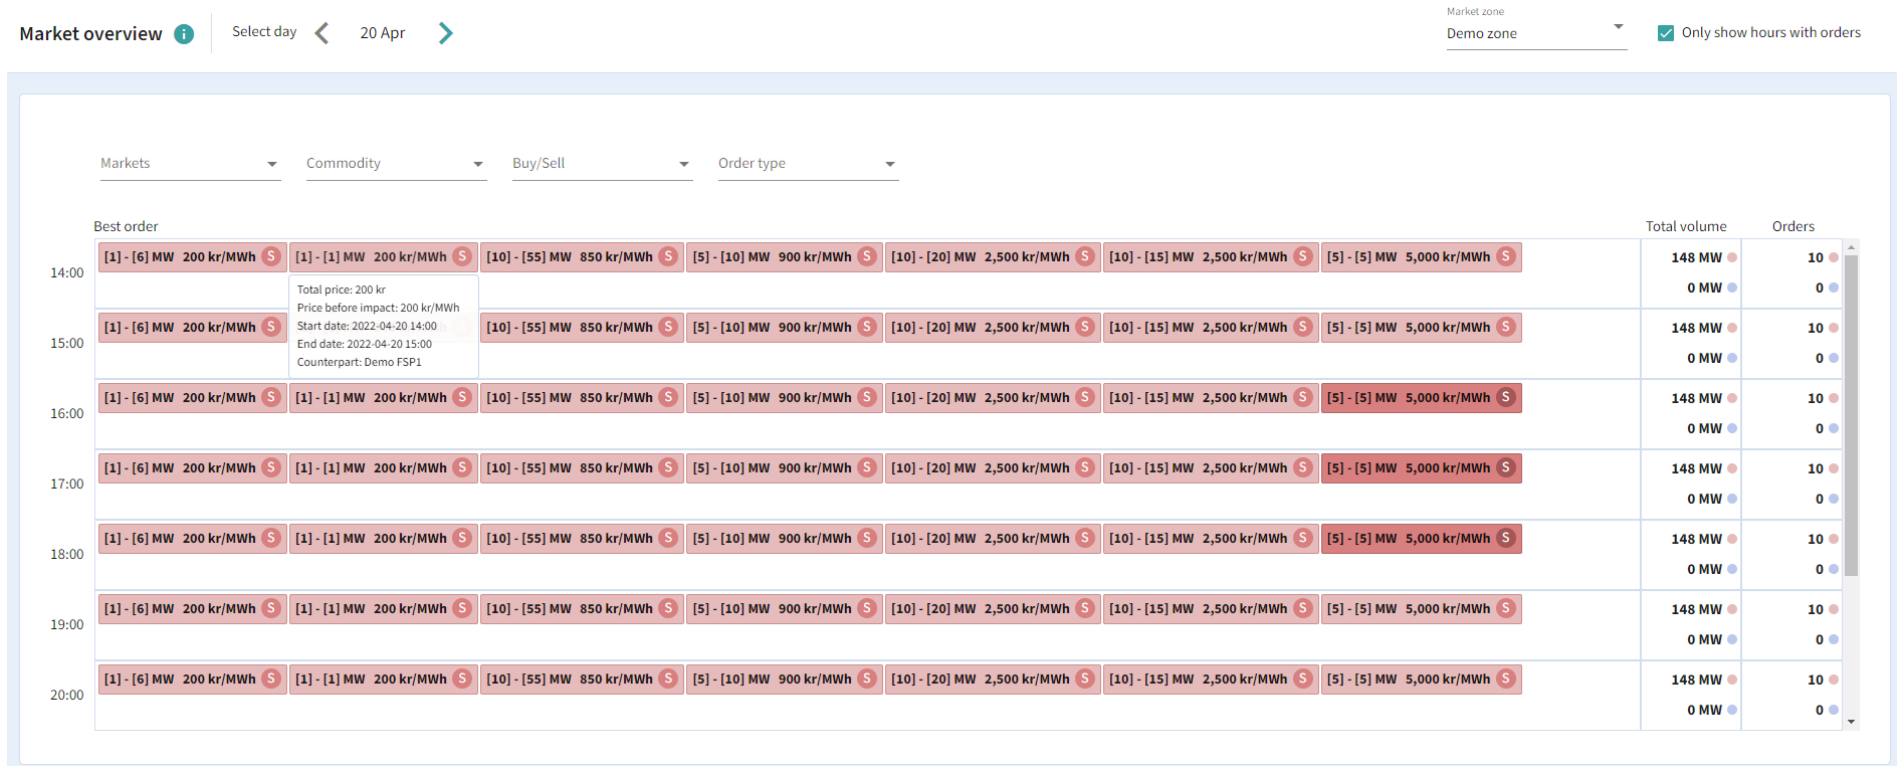 Market overview i Select day 20 Apr
Market zone
Demo zone
Only show hours with orders
Markets Commodity Buy/Sell Order type
Best order Total volume Orders
14:00 [1] - [6] MW 200 kr/MWh S [1] - [1] MW 200 kr/MWh S [10] - [55] MW 850 kr/MWh S [5] - [10] MW 900 kr/MWh S [10] - [20] MW 2,500 kr/MWh S [10] - [15] MW 2,500 kr/MWh S [5] - [5] MW 5,000 kr/MWh S 148 MW 10
0 MW 0
Total price: 200 kr
Price before impact: 200 kr/MWh
Start date: 2022-04-20 14:00
End date: 2022-04-20 15:00
Counterpart: Demo FSP1
15:00 [1] - [6] MW 200 kr/MWh S [10] - [55] MW 850 kr/MWh S [5] - [10] MW 900 kr/MWh S [10] - [20] MW 2,500 kr/MWh S [10] - [15] MW 2,500 kr/MWh S [5] - [5] MW 5,000 kr/MWh S 148 MW 10
0 MW 0
16:00 [1] - [6] MW 200 kr/MWh S [1] - [1] MW 200 kr/MWh S [10] - [55] MW 850 kr/MWh S [5] - [10] MW 900 kr/MWh S [10] - [20] MW 2,500 kr/MWh S [10] - [15] MW 2,500 kr/MWh S [5] - [5] MW 5,000 kr/MWh S 148 MW 10
0 MW 0
17:00 [1] - [6] MW 200 kr/MWh S [1] - [1] MW 200 kr/MWh S [10] - [55] MW 850 kr/MWh S [5] - [10] MW 900 kr/MWh S [10] - [20] MW 2,500 kr/MWh S [10] - [15] MW 2,500 kr/MWh S [5] - [5] MW 5,000 kr/MWh S 148 MW 10
0 MW 0
18:00 [1] - [6] MW 200 kr/MWh S [1] - [1] MW 200 kr/MWh S [10] - [55] MW 850 kr/MWh S [5] - [10] MW 900 kr/MWh S [10] - [20] MW 2,500 kr/MWh S [10] - [15] MW 2,500 kr/MWh S [5] - [5] MW 5,000 kr/MWh S 148 MW 10
0 MW 0
19:00 [1] - [6] MW 200 kr/MWh S [1] - [1] MW 200 kr/MWh S [10] - [55] MW 850 kr/MWh S [5] - [10] MW 900 kr/MWh S [10] - [20] MW 2,500 kr/MWh S [10] - [15] MW 2,500 kr/MWh S [5] - [5] MW 5,000 kr/MWh S 148 MW 10
0 MW 0
20:00 [1] - [6] MW 200 kr/MWh S [1] - [1] MW 200 kr/MWh S [10] - [55] MW 850 kr/MWh S [5] - [10] MW 900 kr/MWh S [10] - [20] MW 2,500 kr/MWh S [10] - [15] MW 2,500 kr/MWh S [5] - [5] MW 5,000 kr/MWh S 148 MW 10
0 MW 0